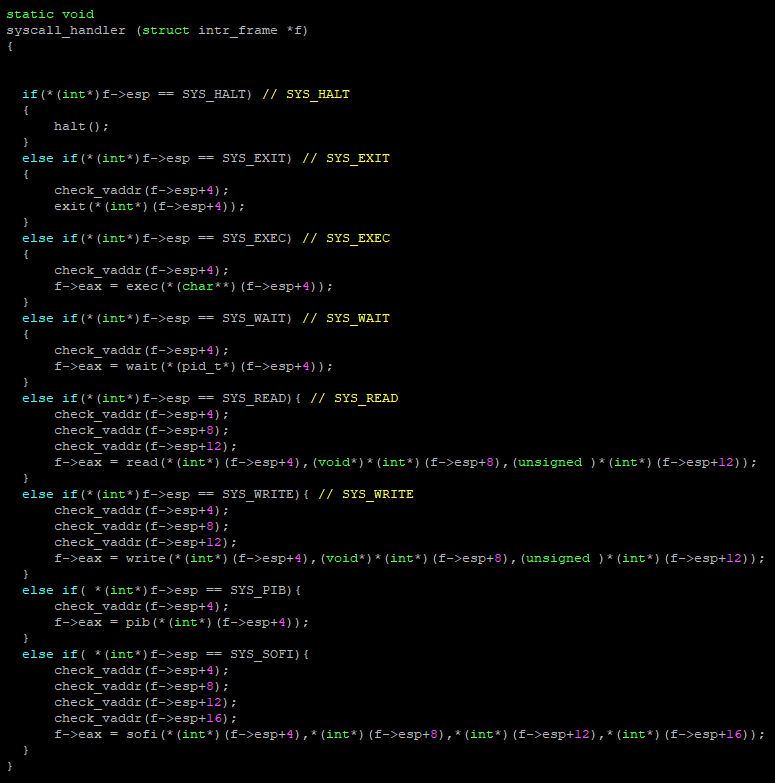 static void
syscall_handler (struct intr_frame *f)
{
  if(*(int*)f->esp == SYS_HALT) // SYS_HALT
  {
      halt();
  }
  else if(*(int*)f->esp == SYS_EXIT) // SYS_EXIT
  {
      check_vaddr(f->esp+4);
      exit(*(int*)(f->esp+4));
  }
  else if(*(int*)f->esp == SYS_EXEC) // SYS_EXEC
  {
      check_vaddr(f->esp+4);
      f->eax = exec(*(char**)(f->esp+4));
  }
  else if(*(int*)f->esp == SYS_WAIT) // SYS_WAIT
  {
      check_vaddr(f->esp+4);
      f->eax = wait(*(pid_t*)(f->esp+4));
  }
  else if(*(int*)f->esp == SYS_READ){ // SYS_READ
      check_vaddr(f->esp+4);
      check_vaddr(f->esp+8);
      check_vaddr(f->esp+12);
      f->eax = read(*(int*)(f->esp+4),(void*)*(int*)(f->esp+8),(unsigned )*(int*)(f->esp+12));
  }
  else if(*(int*)f->esp == SYS_WRITE){ // SYS_WRITE
      check_vaddr(f->esp+4);
      check_vaddr(f->esp+8);
      check_vaddr(f->esp+12);
      f->eax = write(*(int*)(f->esp+4),(void*)*(int*)(f->esp+8),(unsigned )*(int*)(f->esp+12));
  }
  else if( *(int*)f->esp == SYS_PIB){
      check_vaddr(f->esp+4);
      f->eax = pib(*(int*)(f->esp+4));
  }
  else if( *(int*)f->esp == SYS_SOFI){
      check_vaddr(f->esp+4);
      check_vaddr(f->esp+8);
      check_vaddr(f->esp+12);
      check_vaddr(f->esp+16);
      f->eax = sofi(*(int*)(f->esp+4),*(int*)(f->esp+8),*(int*)(f->esp+12),*(int*)(f->esp+16));
  }
}